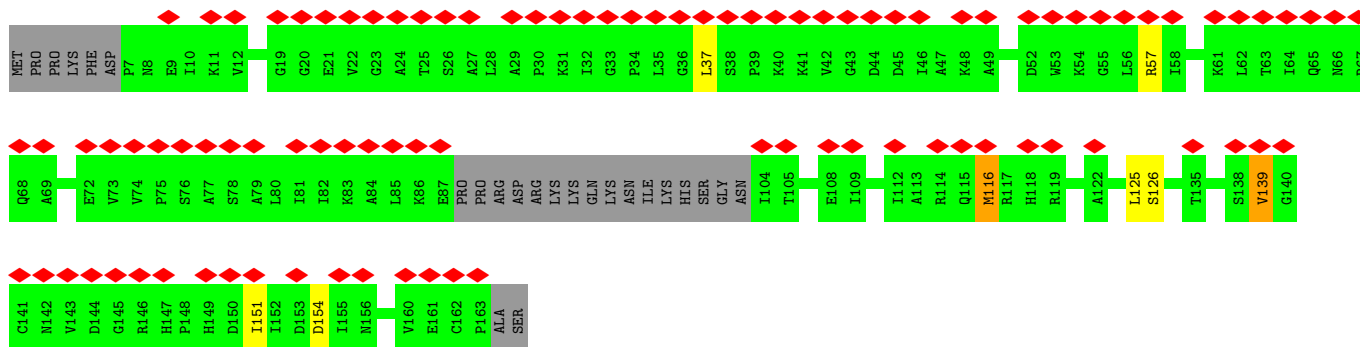 MET PRO PRO LYS PHE ASP P7 N8 E9 I10 K11 V12 G19 G20 E21 V22 G23 A24 T25 S26 A27 L28 A29 P30 K31 I32 G33 P34 L35 G36 L37 S38 P39 K40 K41 V42 G43 D44 D45 I46 A47 K48 A49 D52 W53 K54 G55 L56 R57 I58 K61 L62 T63 I64 Q65 N66
Q68 A69 E72 V73 V74 P75 S76 A77 S78 A79 L80 I81 I82 K83 A84 L85 K86 E87 PRO PRO ARG ASP ARG LYS LYS GLN LYS ASN ILE LYS HIS SER GLY ASN I104 T105 E108 I109 I112 A113 R114 Q115 M116 R117 H118 R119 A122 L125 S126 T135 S138 V139 G140
C141 N142 V143 D144 G145 R146 H147 P148 H149 D150 I151 I152 D153 D154 I155 N156 V160 E161 C162 P163 ALA SER